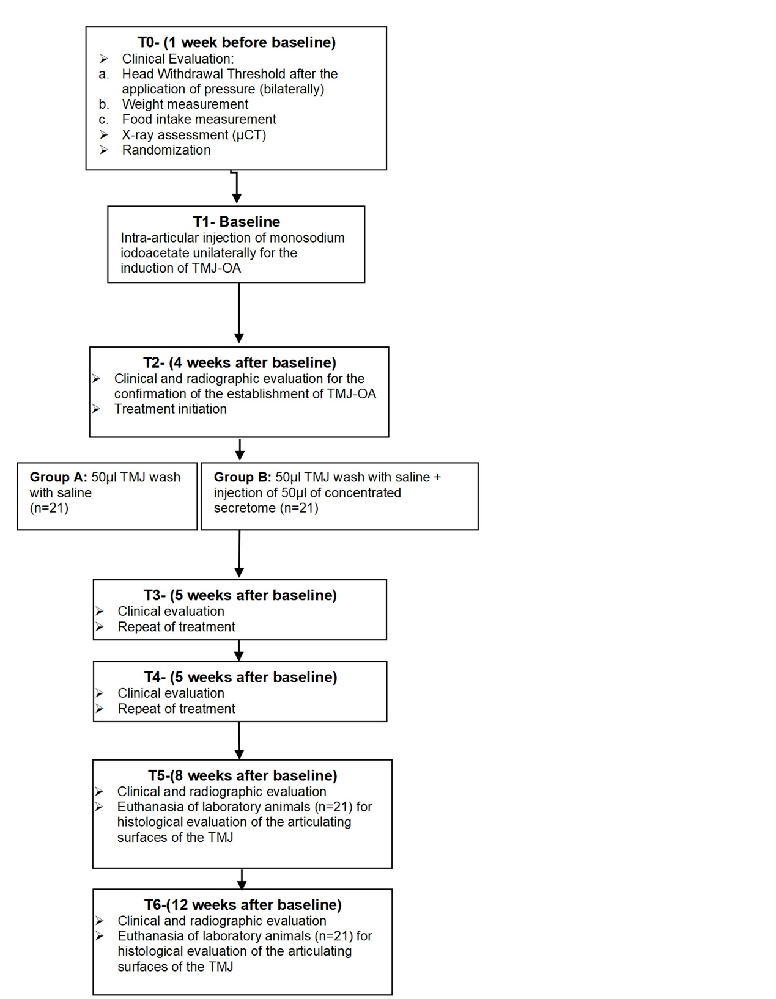 T0- (1 week before baseline)
➢ Clinical Evaluation:
a. Head Withdrawal Threshold after the
application of pressure (bilaterally)
b. Weight measurement
c. Food intake measurement
➢ X-ray assessment (μCT)
➢ Randomization
T1- Baseline
Intra-articular injection of monosodium
iodoacetate unilaterally for the
induction of TMJ-OA
T2- (4 weeks after baseline)
➢ Clinical and radiographic evaluation for the
confirmation of the establishment of TMJ-OA
➢ Treatment initiation
Group A: 50μl TMJ wash
with saline
(n=21)
Group B: 50μl TMJ wash with saline +
injection of 50μl of concentrated
secretome (n=21)
T3- (5 weeks after baseline)
➢ Clinical evaluation
➢ Repeat of treatment
T4- (5 weeks after baseline)
➢ Clinical evaluation
➢ Repeat of treatment
T5-(8 weeks after baseline)
➢ Clinical and radiographic evaluation
➢ Euthanasia of laboratory animals (n=21) for
histological evaluation of the articulating
surfaces of the TMJ
T6-(12 weeks after baseline)
➢ Clinical and radiographic evaluation
➢ Euthanasia of laboratory animals (n=21) for
histological evaluation of the articulating
surfaces of the TMJ